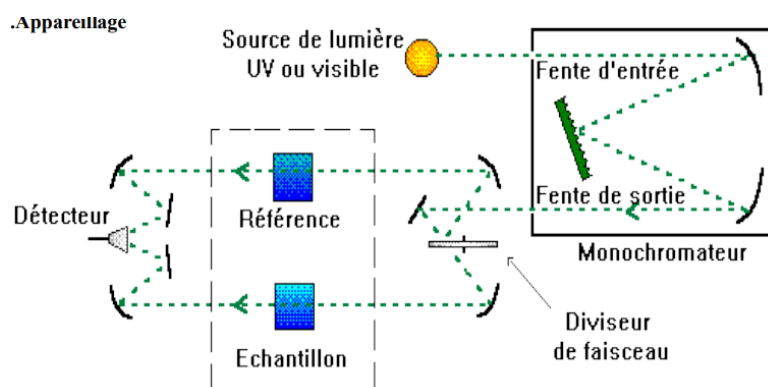 .Appareillage
Source de lumière
UV ou visible
Fente d'entrée
Fente de sortie
Monochromateur
Référence
Détecteur
Echantillon
Diviseur
de faisceau